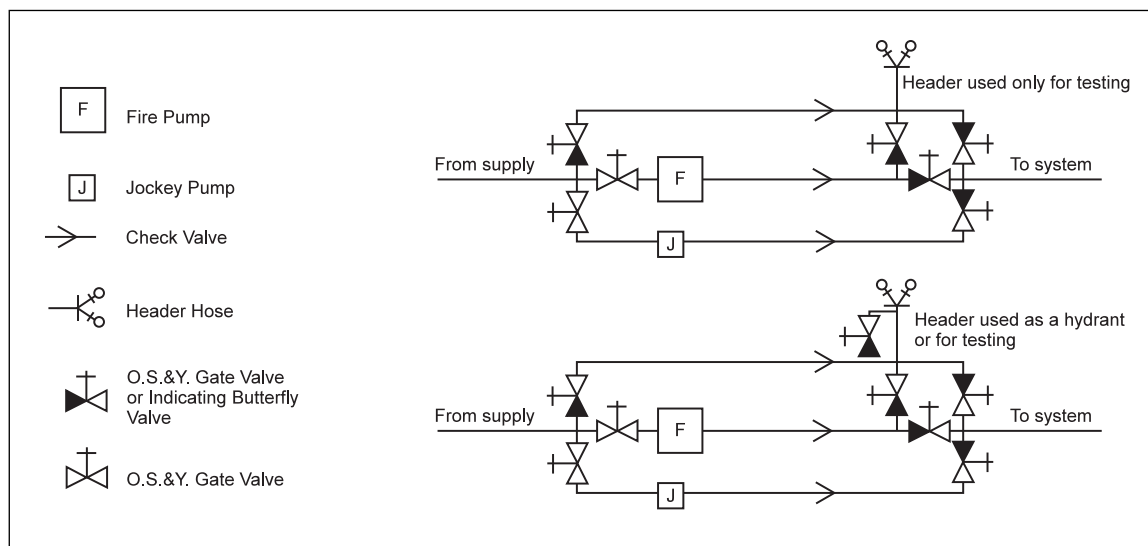 F
Fire Pump
J
Jockey Pump
Check Valve
Header Hose
O.S.&Y. Gate Valve
or Indicating Butterfly
Valve
O.S.&Y. Gate Valve
Header used only for testing
From supply
F
To system
J
Header used as a hydrant
or for testing
From supply
F
To system
J